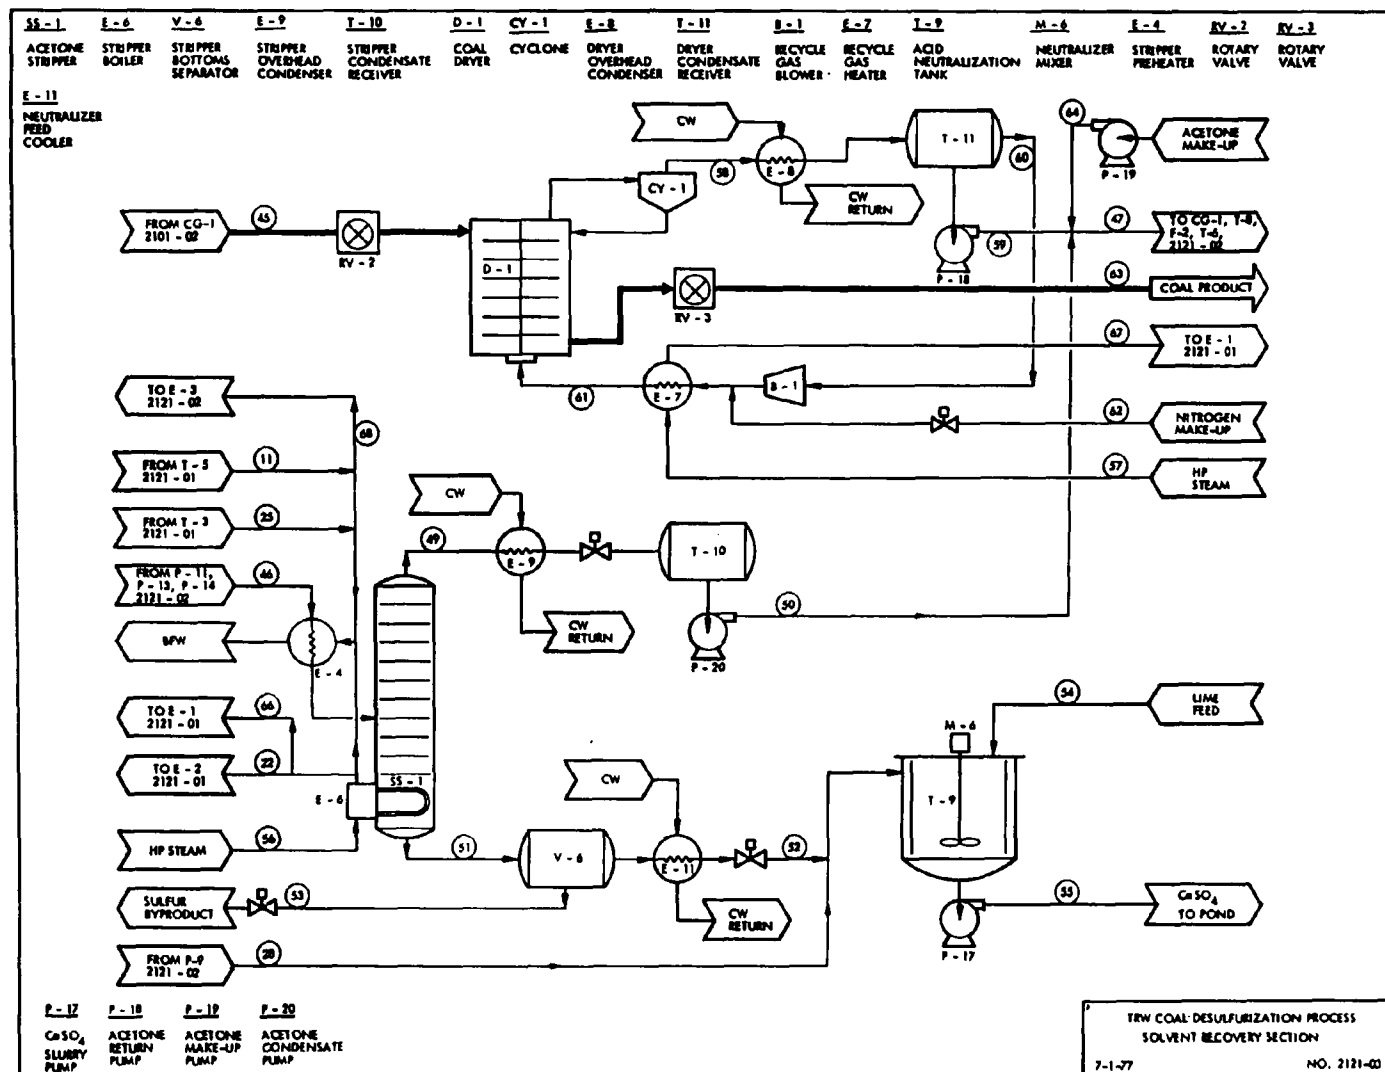 SS-1
ACETONE
STRIPPER
E-6
STRIPPER
BOILER
V-6
STRIPPER
BOTTOMS
SEPARATOR
E-9
STRIPPER
OVERHEAD
CONDENSER
T-10
STRIPPER
CONDENSATE
RECEIVER
D-1
COAL
DRYER
CY-1
CYCLONE
E-8
DRYER
OVERHEAD
CONDENSER
T-11
DRYER
CONDENSATE
RECEIVER
B-1
RECYCLE
GAS
BLOWER
E-7
RECYCLE
GAS
HEATER
T-9
ACID
NEUTRALIZATION
TANK
M-6
NEUTRALIZER
MIXER
E-4
STRIPPER
PREHEATER
RV-2
ROTARY
VALVE
RV-3
ROTARY
VALVE
E-11
NEUTRALIZER
FEED
COOLER
CW
64
ACETONE
MAKE-UP
P-19
T-11
60
58
E-8
CY-1
CW
RETURN
FROM CG-1
2101-02
45
RV-2
D-1
59
P-18
47
TO CG-1, T-8,
F-2, T-6,
2121-02
63
COAL PRODUCT
RV-3
67
TO E-1
2121-01
61
E-7
B-1
62
NITROGEN
MAKE-UP
57
HP
STEAM
TO E-3
2121-02
68
FROM T-5
2121-01
11
FROM T-3
2121-01
25
CW
49
E-9
T-10
FROM P-11,
P-13, P-14
2121-02
46
CW
RETURN
50
P-20
BFW
E-4
TO E-1
2121-01
66
TO E-2
2121-01
22
E-6
SS-1
54
LIME
FEED
M-6
T-9
CW
HP STEAM
56
51
V-6
E-11
52
SULFUR
BYPRODUCT
53
CW
RETURN
55
CaSO4
TO POND
P-17
FROM P-9
2121-02
28
P-17
CaSO4
SLURRY
PUMP
P-18
ACETONE
RETURN
PUMP
P-19
ACETONE
MAKE-UP
PUMP
P-20
ACETONE
CONDENSATE
PUMP
TRW COAL DESULFURIZATION PROCESS
SOLVENT RECOVERY SECTION
7-1-77
NO. 2121-03